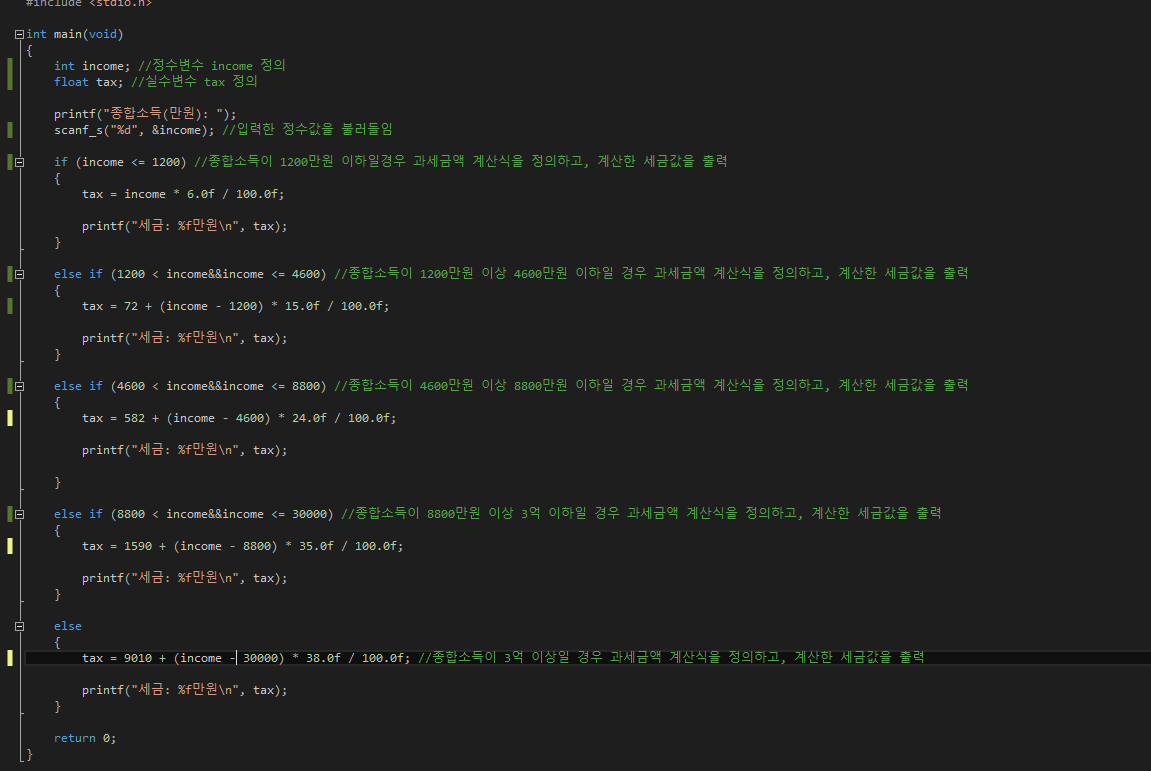 #include <stdio.h>
int main(void)
{
int income; //정수변수 income 정의
float tax; //실수변수 tax 정의
printf("종합소득(만원): ");
scanf_s("%d", &income); //입력한 정수값을 불러들임
if (income <= 1200) //종합소득이 1200만원 이하일경우 과세금액 계산식을 정의하고, 계산한 세금값을 출력
{
tax = income * 6.0f / 100.0f;
printf("세금: %f만원\n", tax);
}
else if (1200 < income&&income <= 4600) //종합소득이 1200만원 이상 4600만원 이하일 경우 과세금액 계산식을 정의하고, 계산한 세금값을 출력
{
tax = 72 + (income - 1200) * 15.0f / 100.0f;
printf("세금: %f만원\n", tax);
}
else if (4600 < income&&income <= 8800) //종합소득이 4600만원 이상 8800만원 이하일 경우 과세금액 계산식을 정의하고, 계산한 세금값을 출력
{
tax = 582 + (income - 4600) * 24.0f / 100.0f;
printf("세금: %f만원\n", tax);
}
else if (8800 < income&&income <= 30000) //종합소득이 8800만원 이상 3억 이하일 경우 과세금액 계산식을 정의하고, 계산한 세금값을 출력
{
tax = 1590 + (income - 8800) * 35.0f / 100.0f;
printf("세금: %f만원\n", tax);
}
else
{
tax = 9010 + (income - 30000) * 38.0f / 100.0f; //종합소득이 3억 이상일 경우 과세금액 계산식을 정의하고, 계산한 세금값을 출력
printf("세금: %f만원\n", tax);
}
return 0;
}